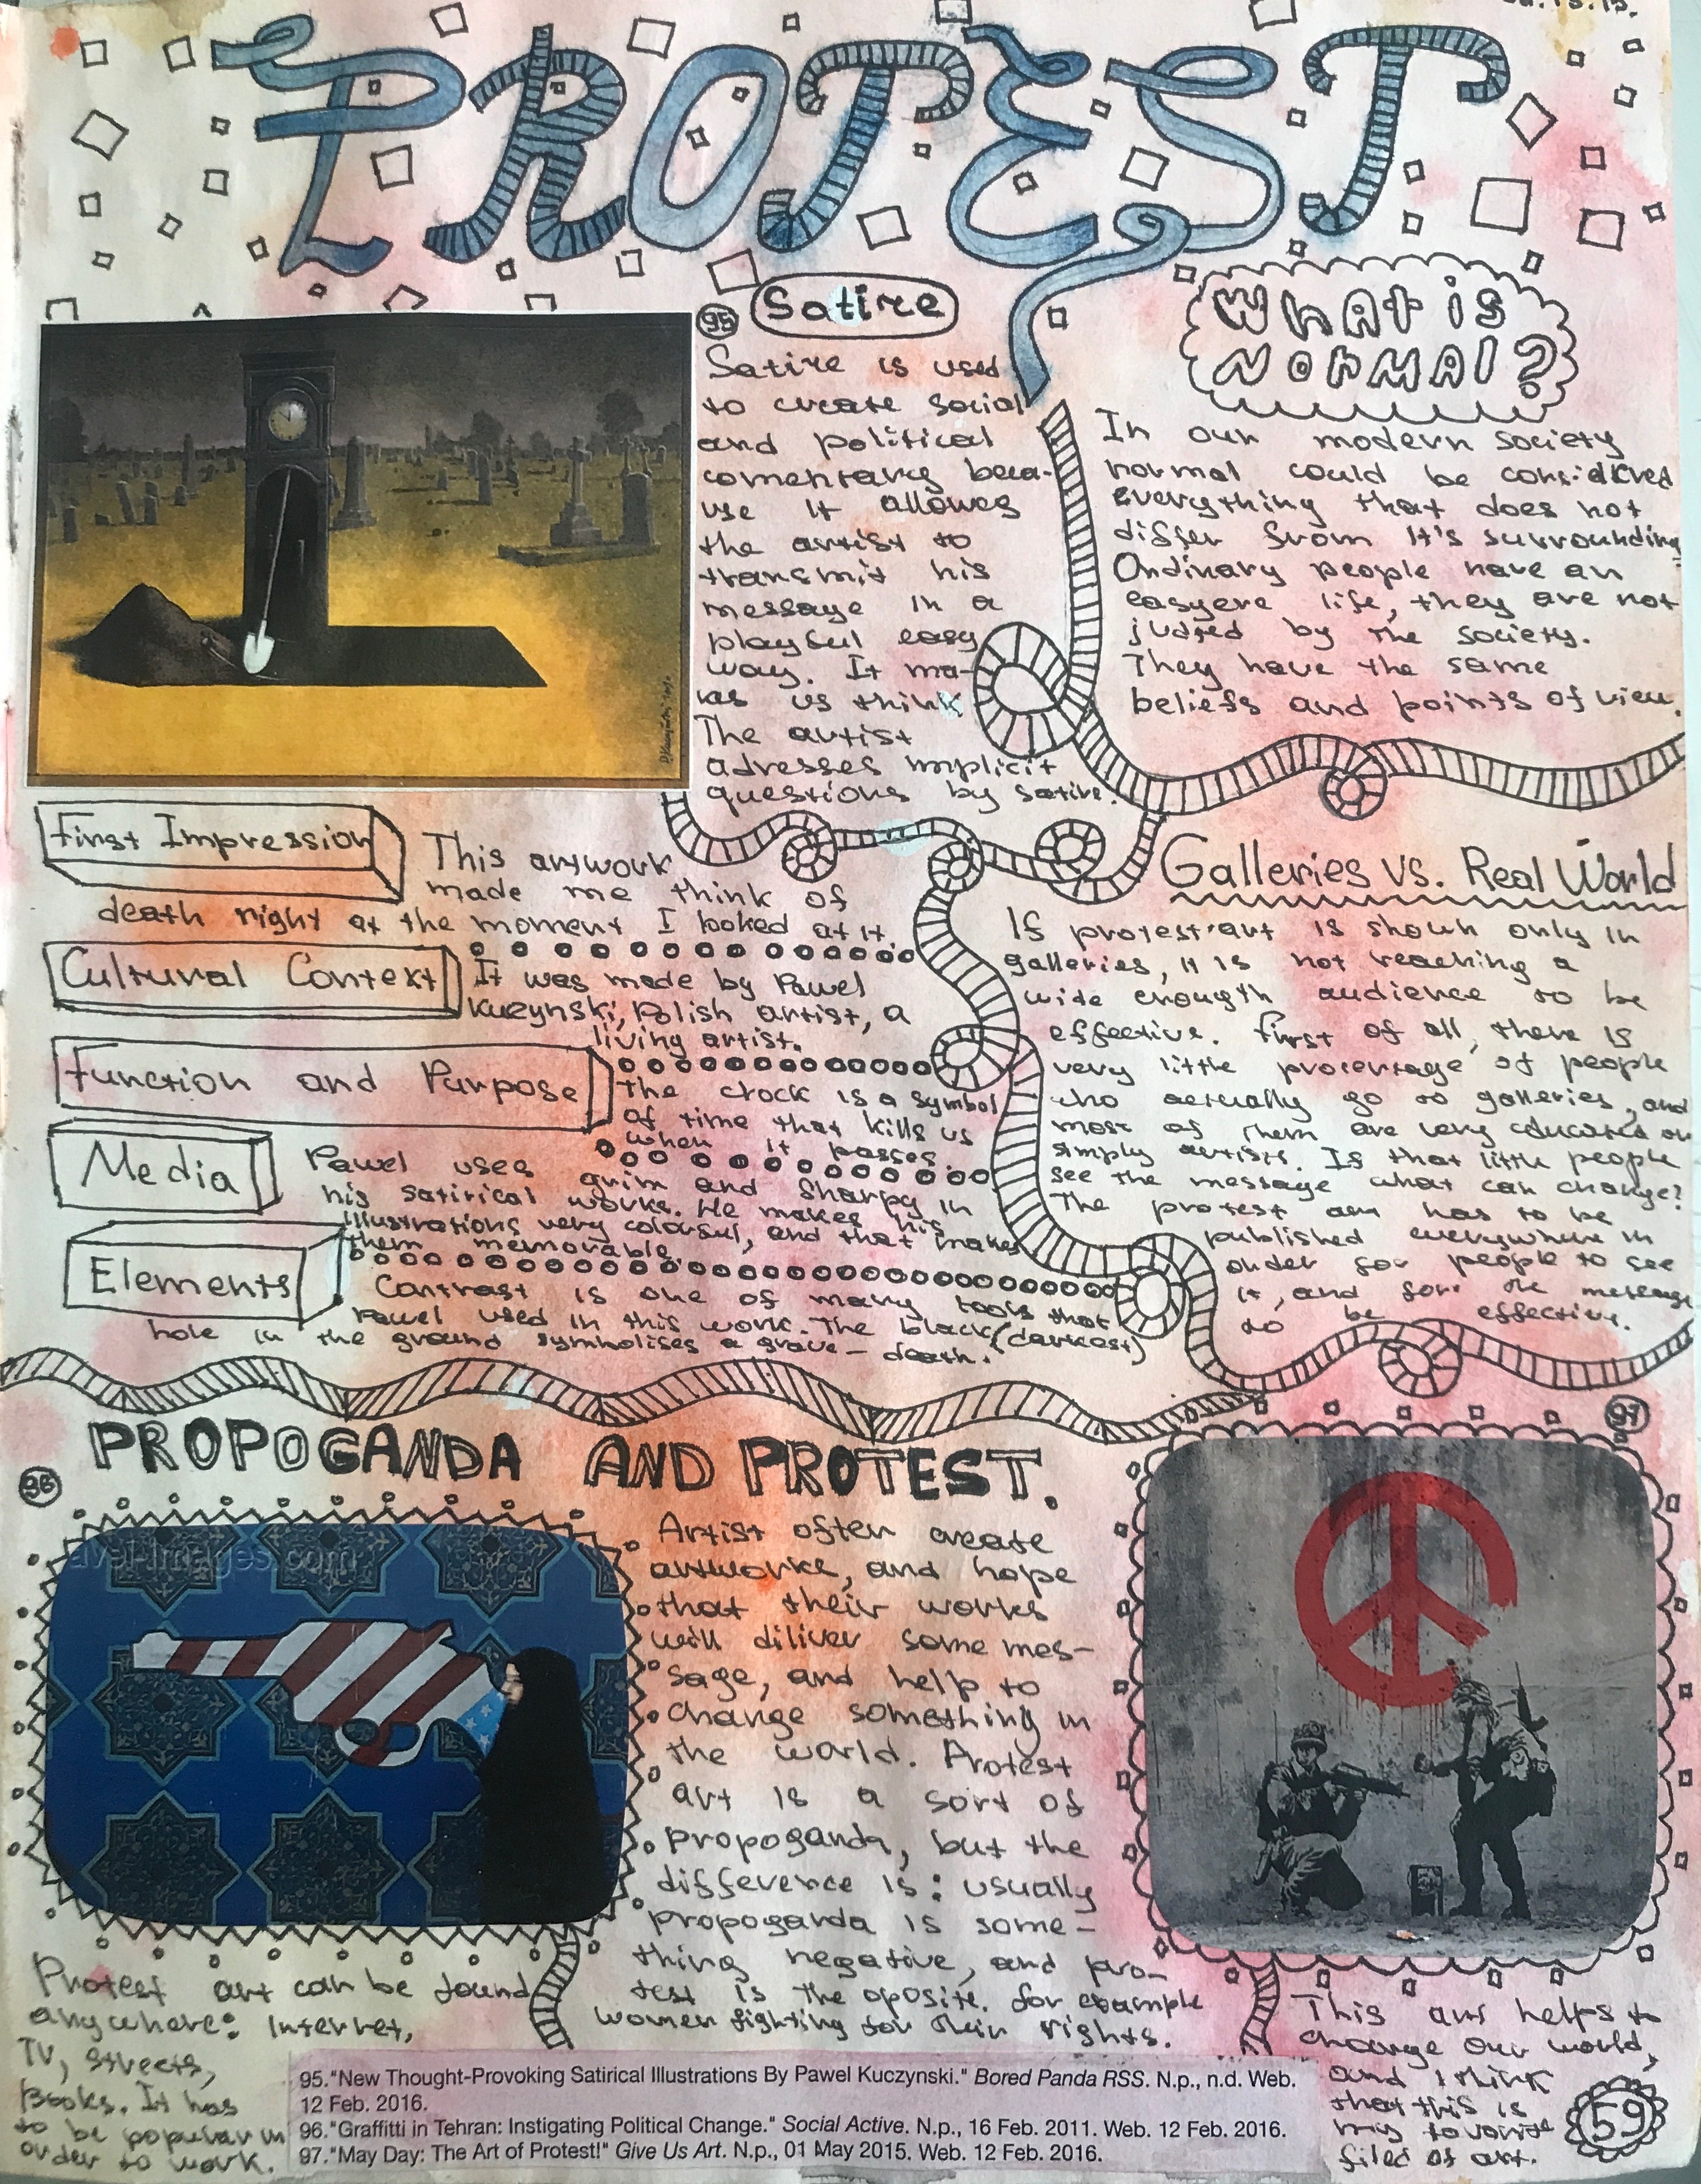 PROTEST
95
Satire
Satire is used
to create social
and political
comentary beca-
use it allowes
the artist to
transmit his
message in a
playful easy
way. It ma-
kes us think
The artist
adresses implicit
questions by satire.
What is
normal?
In our modern society
normal could be considered
everything that does not
differ from it's surrounding
Ordinary people have an
easyere life, they are not
judged by the society.
They have the same
beliefs and points of view.
First Impression
This artwork
made me think of
death right at the moment I looked at it.
Cultural Context
It was made by Pawel
Kuzynski, Polish artist, a
living artist.
Function and Purpose
The clock is a symbol
of time that kills us
when it passes.
Media
Pawel uses grim and sharpy in
his satirical works. He makes his
illustrations very colorful, and that makes
them memorable.
Elements
Contrast is one of many tools that
Pawel used in this work. The black (darkest)
hole in the ground symbolises a grave - death.
Galleries vs. Real World
If protest art is shown only in
galleries, it is not reaching a
wide enougth audience to be
effective. First of all, there is
very little procentage of people
who actually go to galleries, and
most of them are very educated or
simply artists. If that little people
see the message what can change?
The protest art has to be
published everywhere in
order for people to see
it, and for the message
to be effective.
PROPOGANDA AND PROTEST.
96
Artist often create
artworks, and hope
that their works
will diliver some mes-
sage, and help to
change something in
the world. Protest
art is a sort of
propoganda, but the
difference is: usually
propoganda is some-
thing negative, and pro-
test is the oposite. For example
women fighting for their rights.
97
Protest art can be found
anywhere: Internet,
TV, streets,
Books. It has
to be popular in
order to work.
This art helps to
change our world,
and I think
that this is
my favorite
filed of art.
95."New Thought-Provoking Satirical Illustrations By Pawel Kuczynski." Bored Panda RSS. N.p., n.d. Web.
12 Feb. 2016.
96."Graffitti in Tehran: Instigating Political Change." Social Active. N.p., 16 Feb. 2011. Web. 12 Feb. 2016.
97."May Day: The Art of Protest!" Give Us Art. N.p., 01 May 2015. Web. 12 Feb. 2016.
59